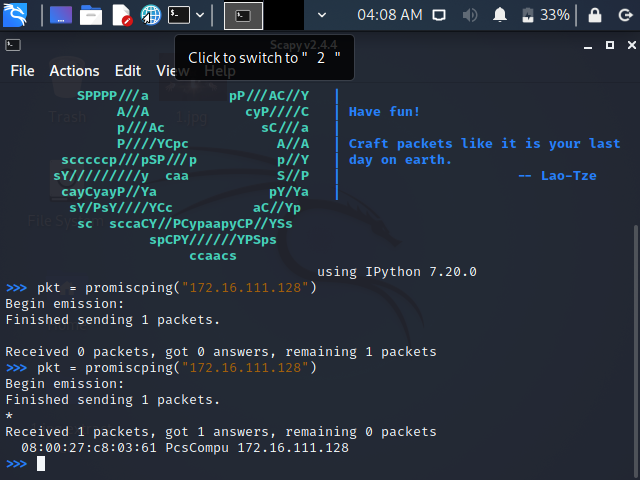 04:08 AM 33%
Scapy v2.4.4
Click to switch to " 2 "
File Actions Edit View Help
SPPPP///a pP///AC//Y |
A//A cyP////C | Have fun!
p///Ac sC///a |
P////YCpc A//A | Craft packets like it is your last
scccccp///pSP///p p//Y | day on earth.
sY/////////y caa S//P | -- Lao-Tze
cayCyayP//Ya pY/Ya |
sY/PsY////YCc aC//Yp
sc sccaCY//PCypaapyCP//YSs
spCPY//////YPSps
ccaacs
using IPython 7.20.0
>>> pkt = promiscping("172.16.111.128")
Begin emission:
Finished sending 1 packets.
Received 0 packets, got 0 answers, remaining 1 packets
>>> pkt = promiscping("172.16.111.128")
Begin emission:
Finished sending 1 packets.
*
Received 1 packets, got 1 answers, remaining 0 packets
08:00:27:c8:03:61 PcsCompu 172.16.111.128
>>>
Trash
1.jpg